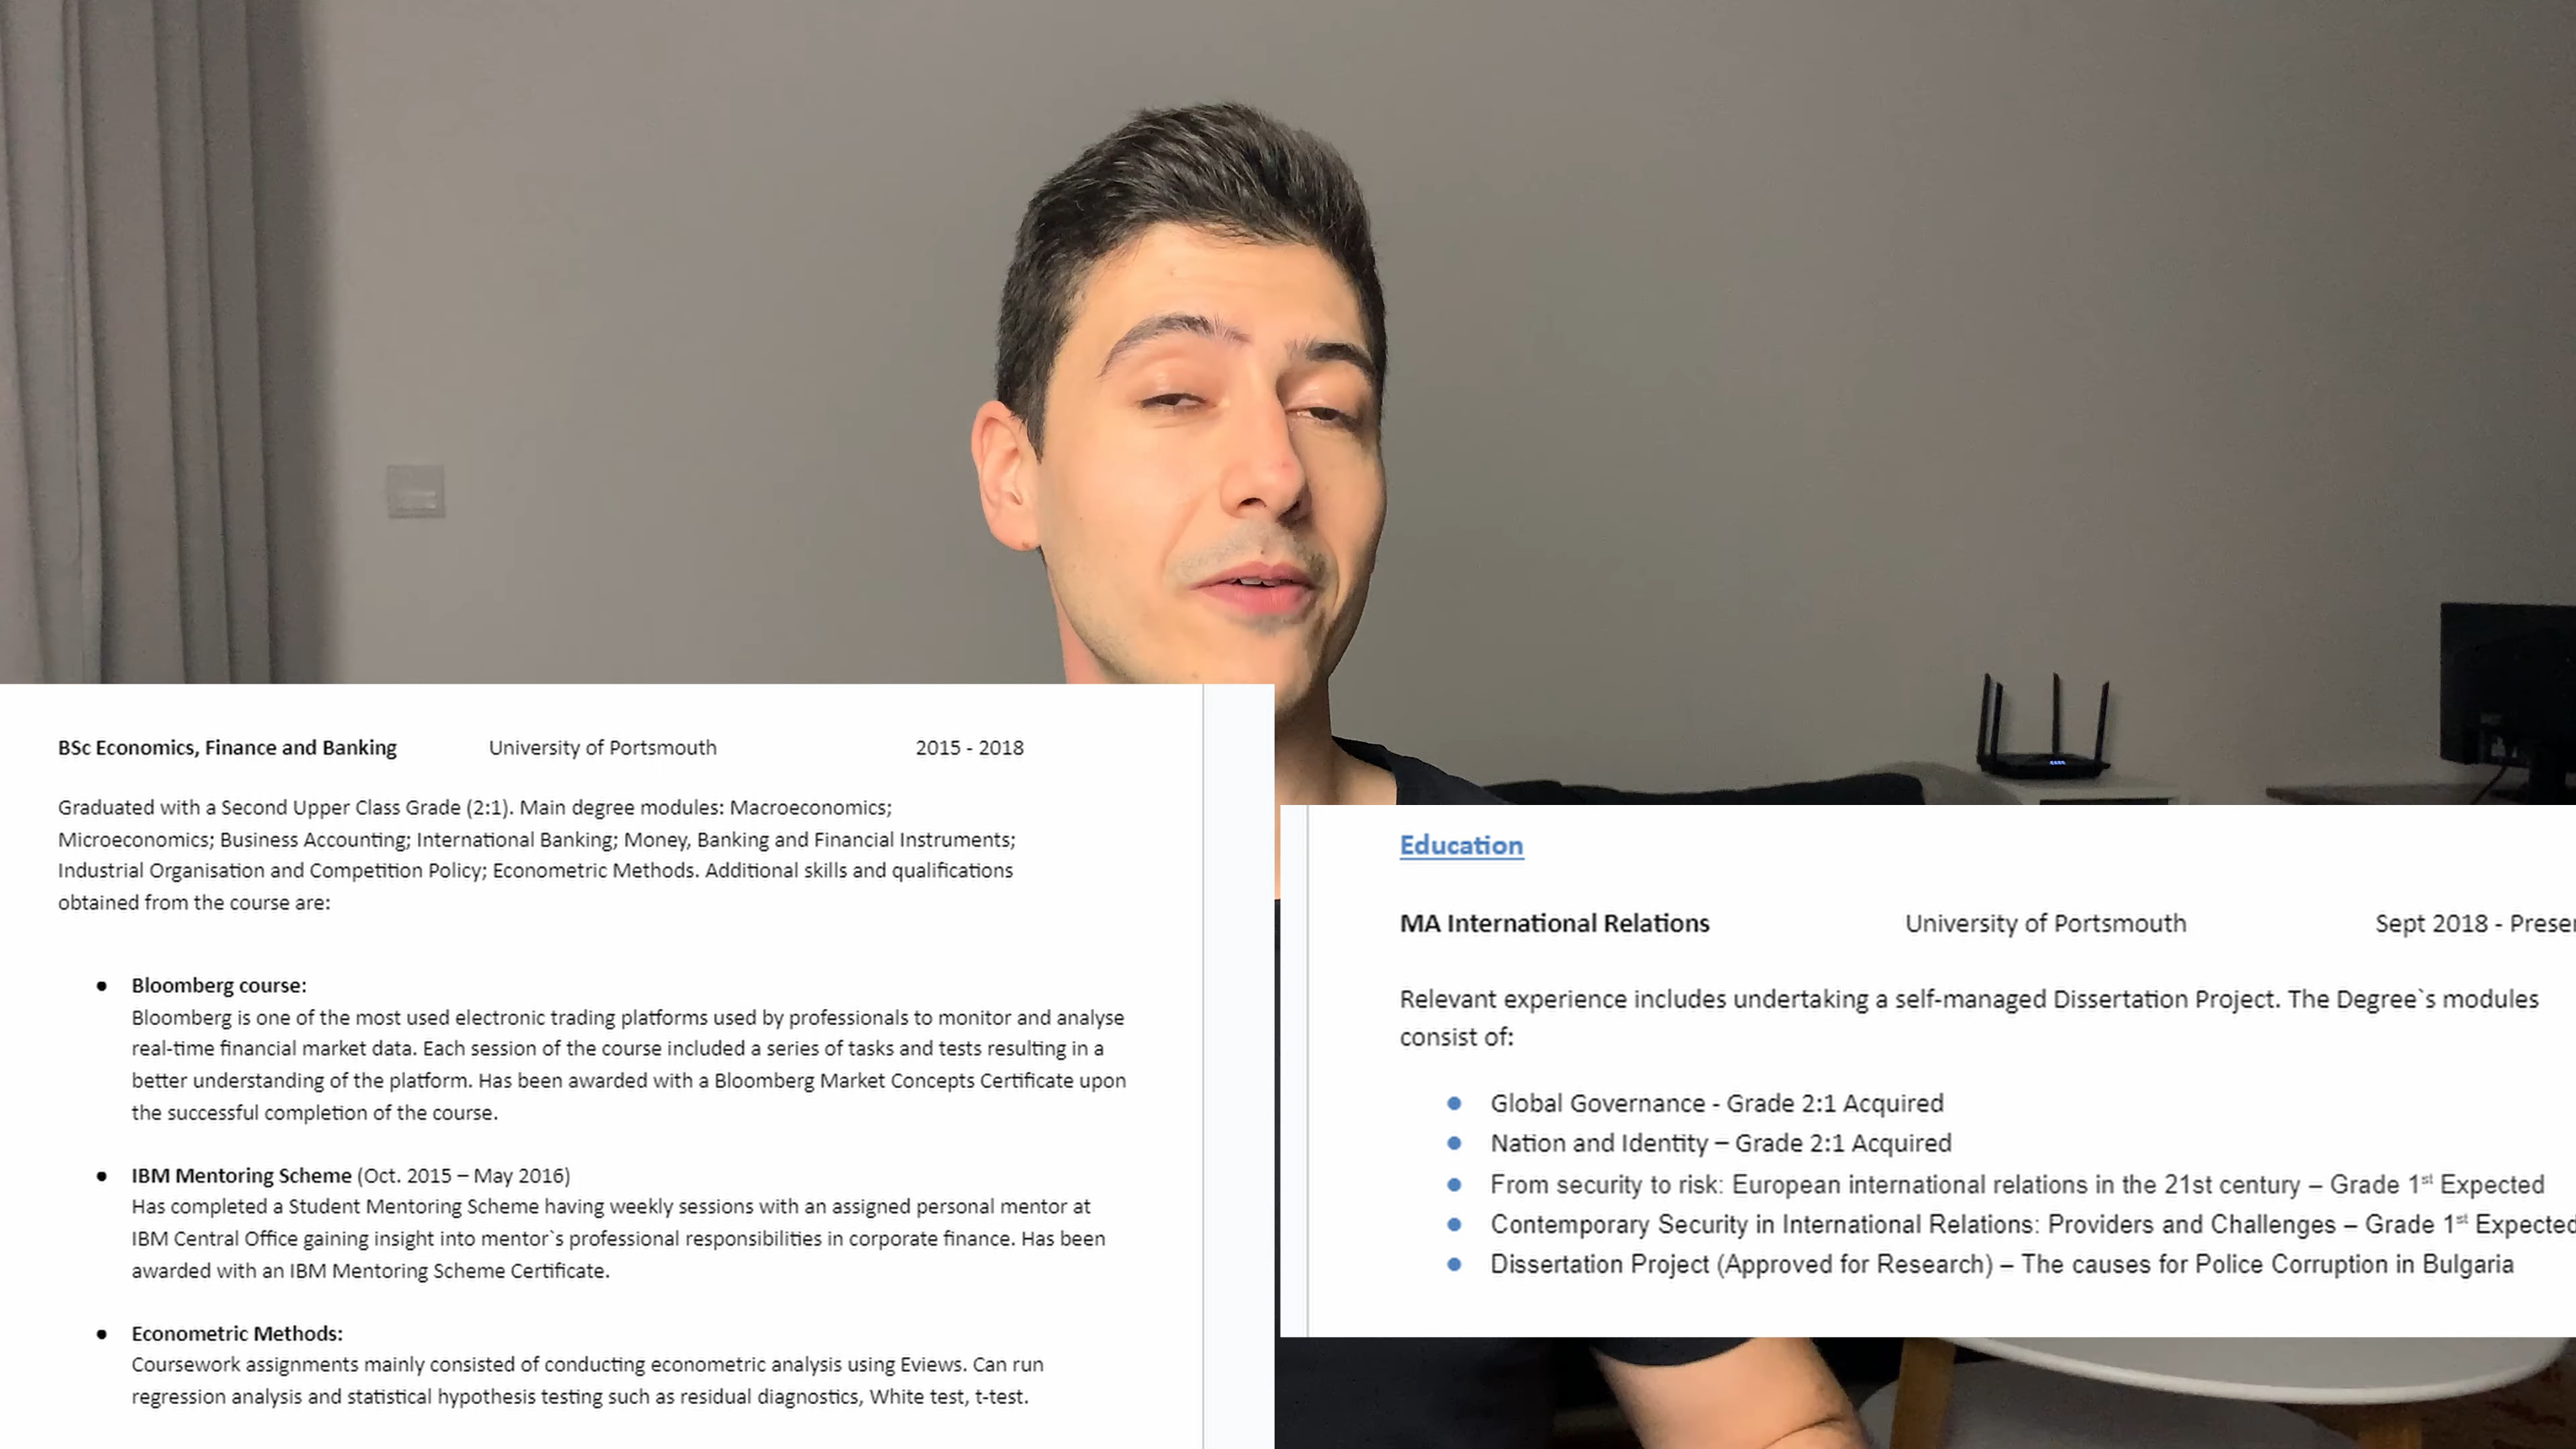 BSc Economics, Finance and Banking University of Portsmouth 2015 - 2018
Graduated with a Second Upper Class Grade (2:1). Main degree modules: Macroeconomics;
Microeconomics; Business Accounting; International Banking; Money, Banking and Financial Instruments;
Industrial Organisation and Competition Policy; Econometric Methods. Additional skills and qualifications
obtained from the course are:
● Bloomberg course:
Bloomberg is one of the most used electronic trading platforms used by professionals to monitor and analyse
real-time financial market data. Each session of the course included a series of tasks and tests resulting in a
better understanding of the platform. Has been awarded with a Bloomberg Market Concepts Certificate upon
the successful completion of the course.
● IBM Mentoring Scheme (Oct. 2015 – May 2016)
Has completed a Student Mentoring Scheme having weekly sessions with an assigned personal mentor at
IBM Central Office gaining insight into mentor`s professional responsibilities in corporate finance. Has been
awarded with an IBM Mentoring Scheme Certificate.
● Econometric Methods:
Coursework assignments mainly consisted of conducting econometric analysis using Eviews. Can run
regression analysis and statistical hypothesis testing such as residual diagnostics, White test, t-test.
Education
MA International Relations University of Portsmouth Sept 2018 - Presen
Relevant experience includes undertaking a self-managed Dissertation Project. The Degree`s modules
consist of:
● Global Governance - Grade 2:1 Acquired
● Nation and Identity – Grade 2:1 Acquired
● From security to risk: European international relations in the 21st century – Grade 1st Expected
● Contemporary Security in International Relations: Providers and Challenges – Grade 1st Expected
● Dissertation Project (Approved for Research) – The causes for Police Corruption in Bulgaria